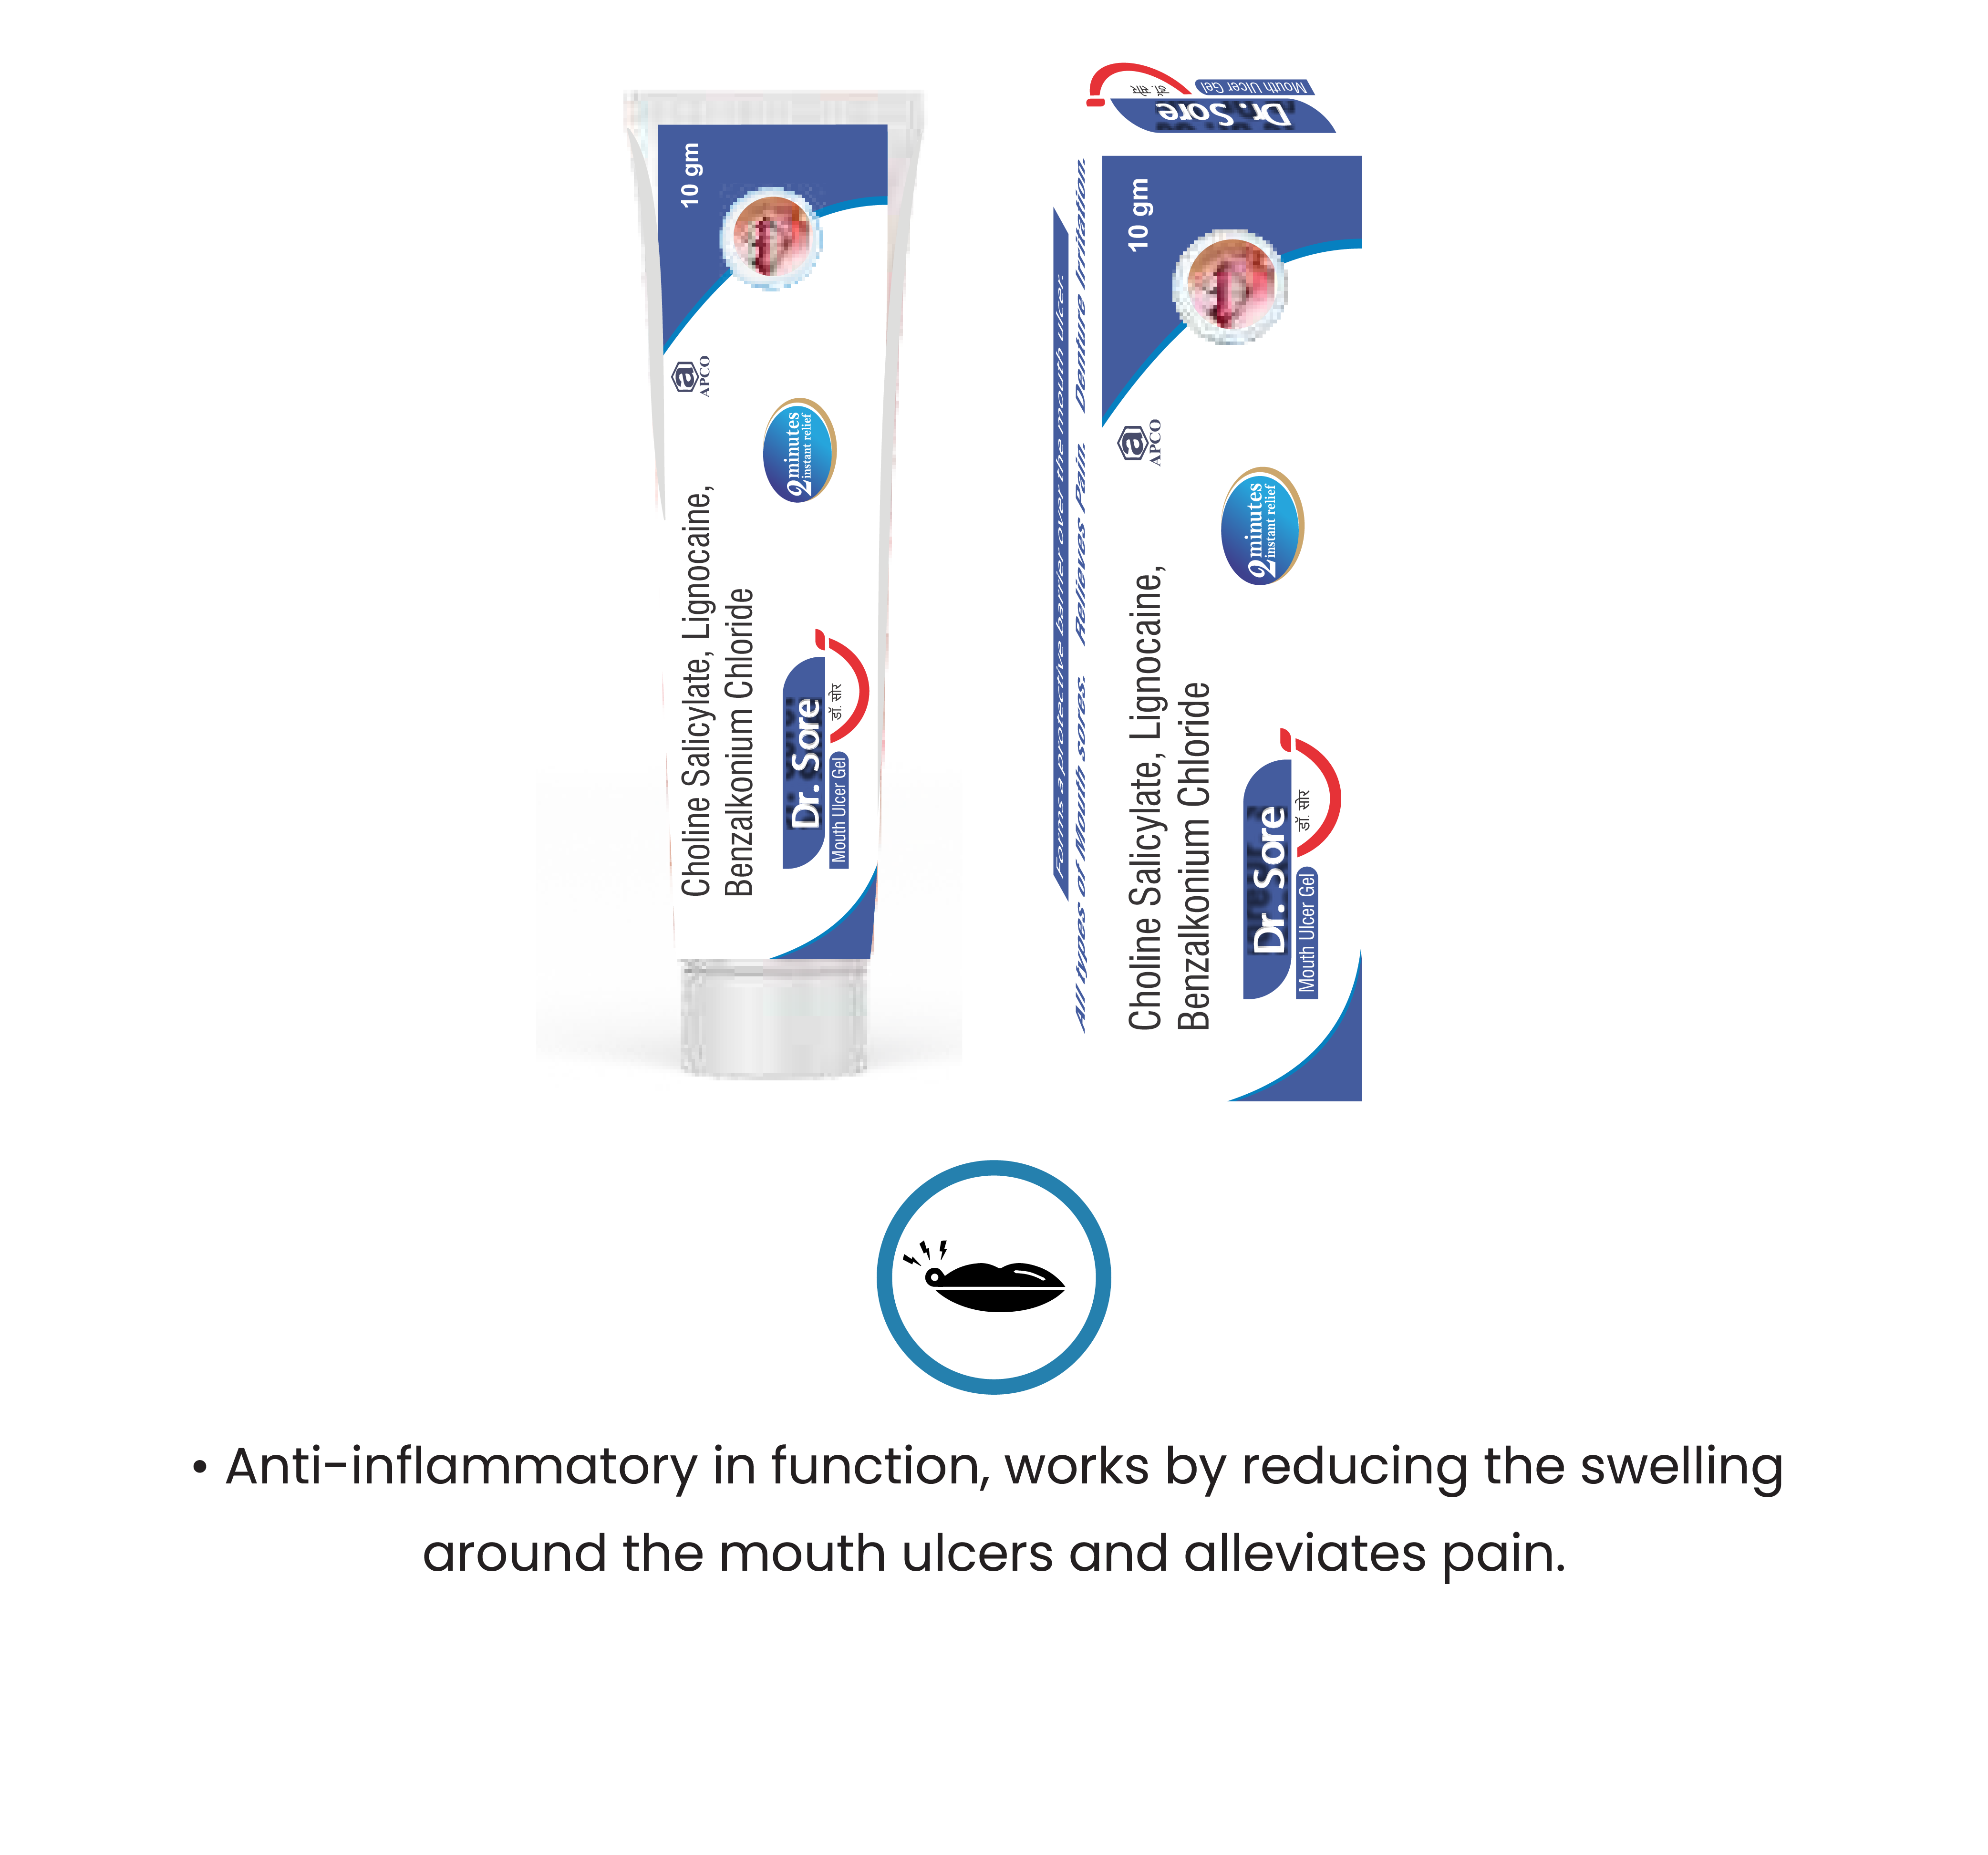 10 gm
APCO
2 minutes
instant relief
Choline Salicylate, Lignocaine,
Benzalkonium Chloride
Dr. Sore
डॉ. सोर
Mouth Ulcer Gel
Dr. Sore
डॉ. सोर
Mouth Ulcer Gel
Forms a protective barrier over the mouth ulcer.
All types of Mouth sores. Relieves Pain. Denture Irritation.
10 gm
APCO
2 minutes
instant relief
Choline Salicylate, Lignocaine,
Benzalkonium Chloride
Dr. Sore
डॉ. सोर
Mouth Ulcer Gel
• Anti-inflammatory in function, works by reducing the swelling
around the mouth ulcers and alleviates pain.